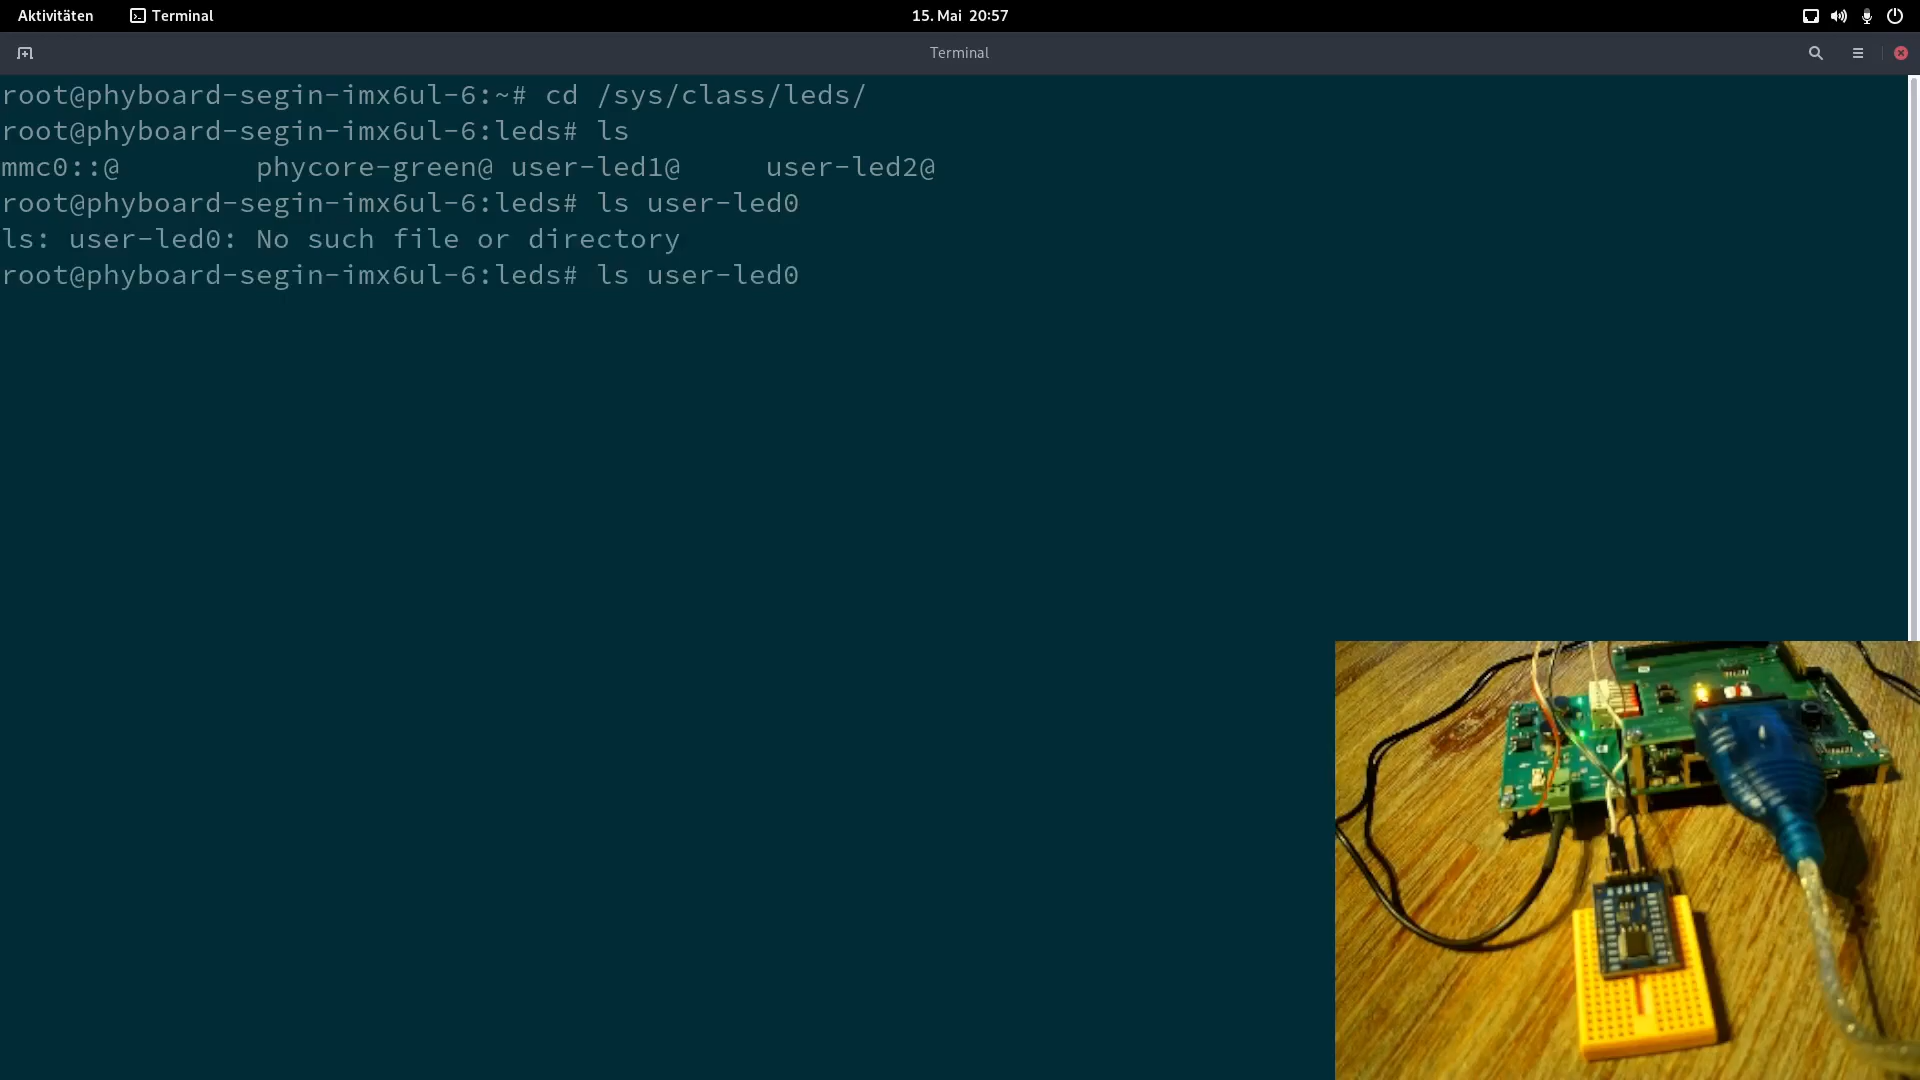 Aktivitäten Terminal 15. Mai 20:57
Terminal
root@phyboard-segin-imx6ul-6:~# cd /sys/class/leds/
root@phyboard-segin-imx6ul-6:leds# ls
mmc0::@ phycore-green@ user-led1@ user-led2@
root@phyboard-segin-imx6ul-6:leds# ls user-led0
ls: user-led0: No such file or directory
root@phyboard-segin-imx6ul-6:leds# ls user-led0